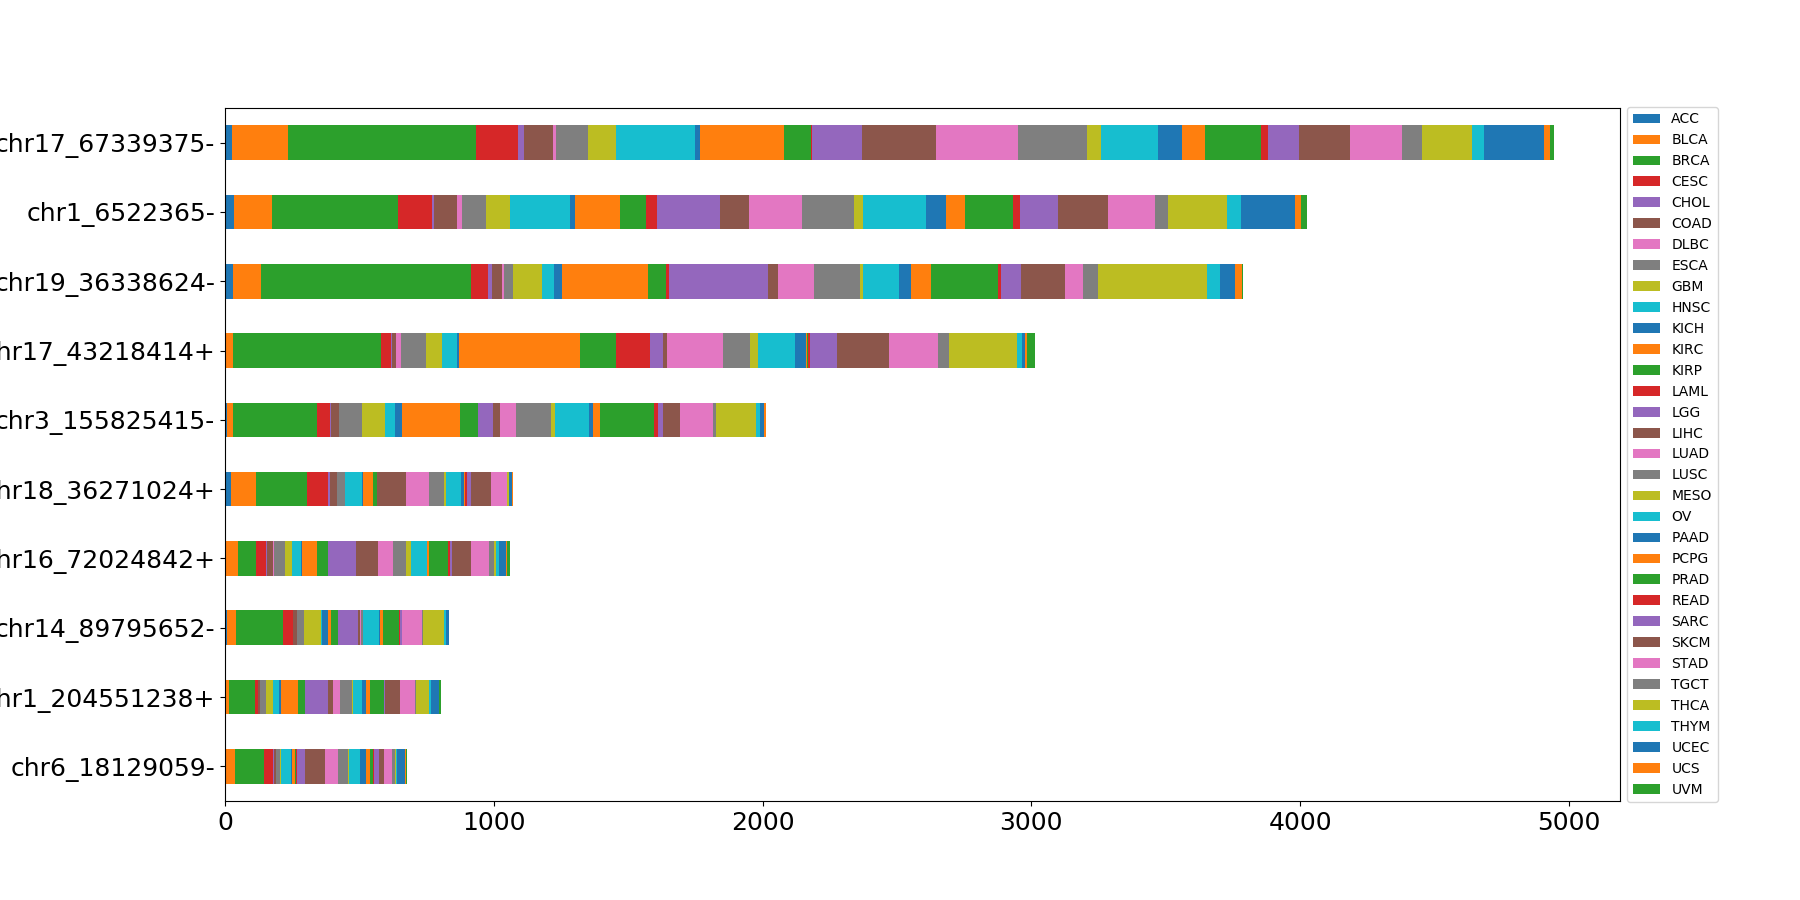 chr17_67339375-
chr1_6522365-
chr19_36338624-
hr17_43218414+
chr3_155825415-
hr18_36271024+
hr16_72024842+
chr14_89795652-
hr1_204551238+
chr6_18129059-
0 1000 2000 3000 4000 5000
ACC
BLCA
BRCA
CESC
CHOL
COAD
DLBC
ESCA
GBM
HNSC
KICH
KIRC
KIRP
LAML
LGG
LIHC
LUAD
LUSC
MESO
OV
PAAD
PCPG
PRAD
READ
SARC
SKCM
STAD
TGCT
THCA
THYM
UCEC
UCS
UVM